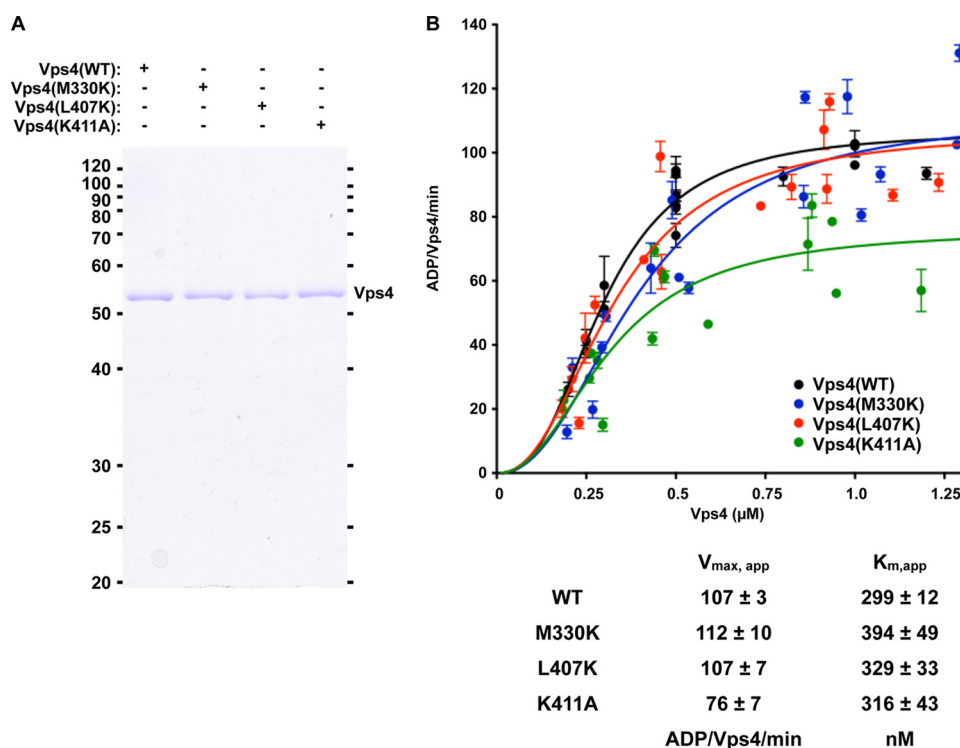 A
Vps4(WT): + - - -
Vps4(M330K): - + - -
Vps4(L407K): - - + -
Vps4(K411A): - - - +
120
100
90
80
70
60
50
40
30
25
20
Vps4
B
ADP/Vps4/min
140
120
100
80
60
40
20
0
0 0.25 0.5 0.75 1.0 1.25
Vps4 (µM)
Vps4(WT)
Vps4(M330K)
Vps4(L407K)
Vps4(K411A)
Vmax, app Km,app
WT 107 ± 3 299 ± 12
M330K 112 ± 10 394 ± 49
L407K 107 ± 7 329 ± 33
K411A 76 ± 7 316 ± 43
ADP/Vps4/min nM